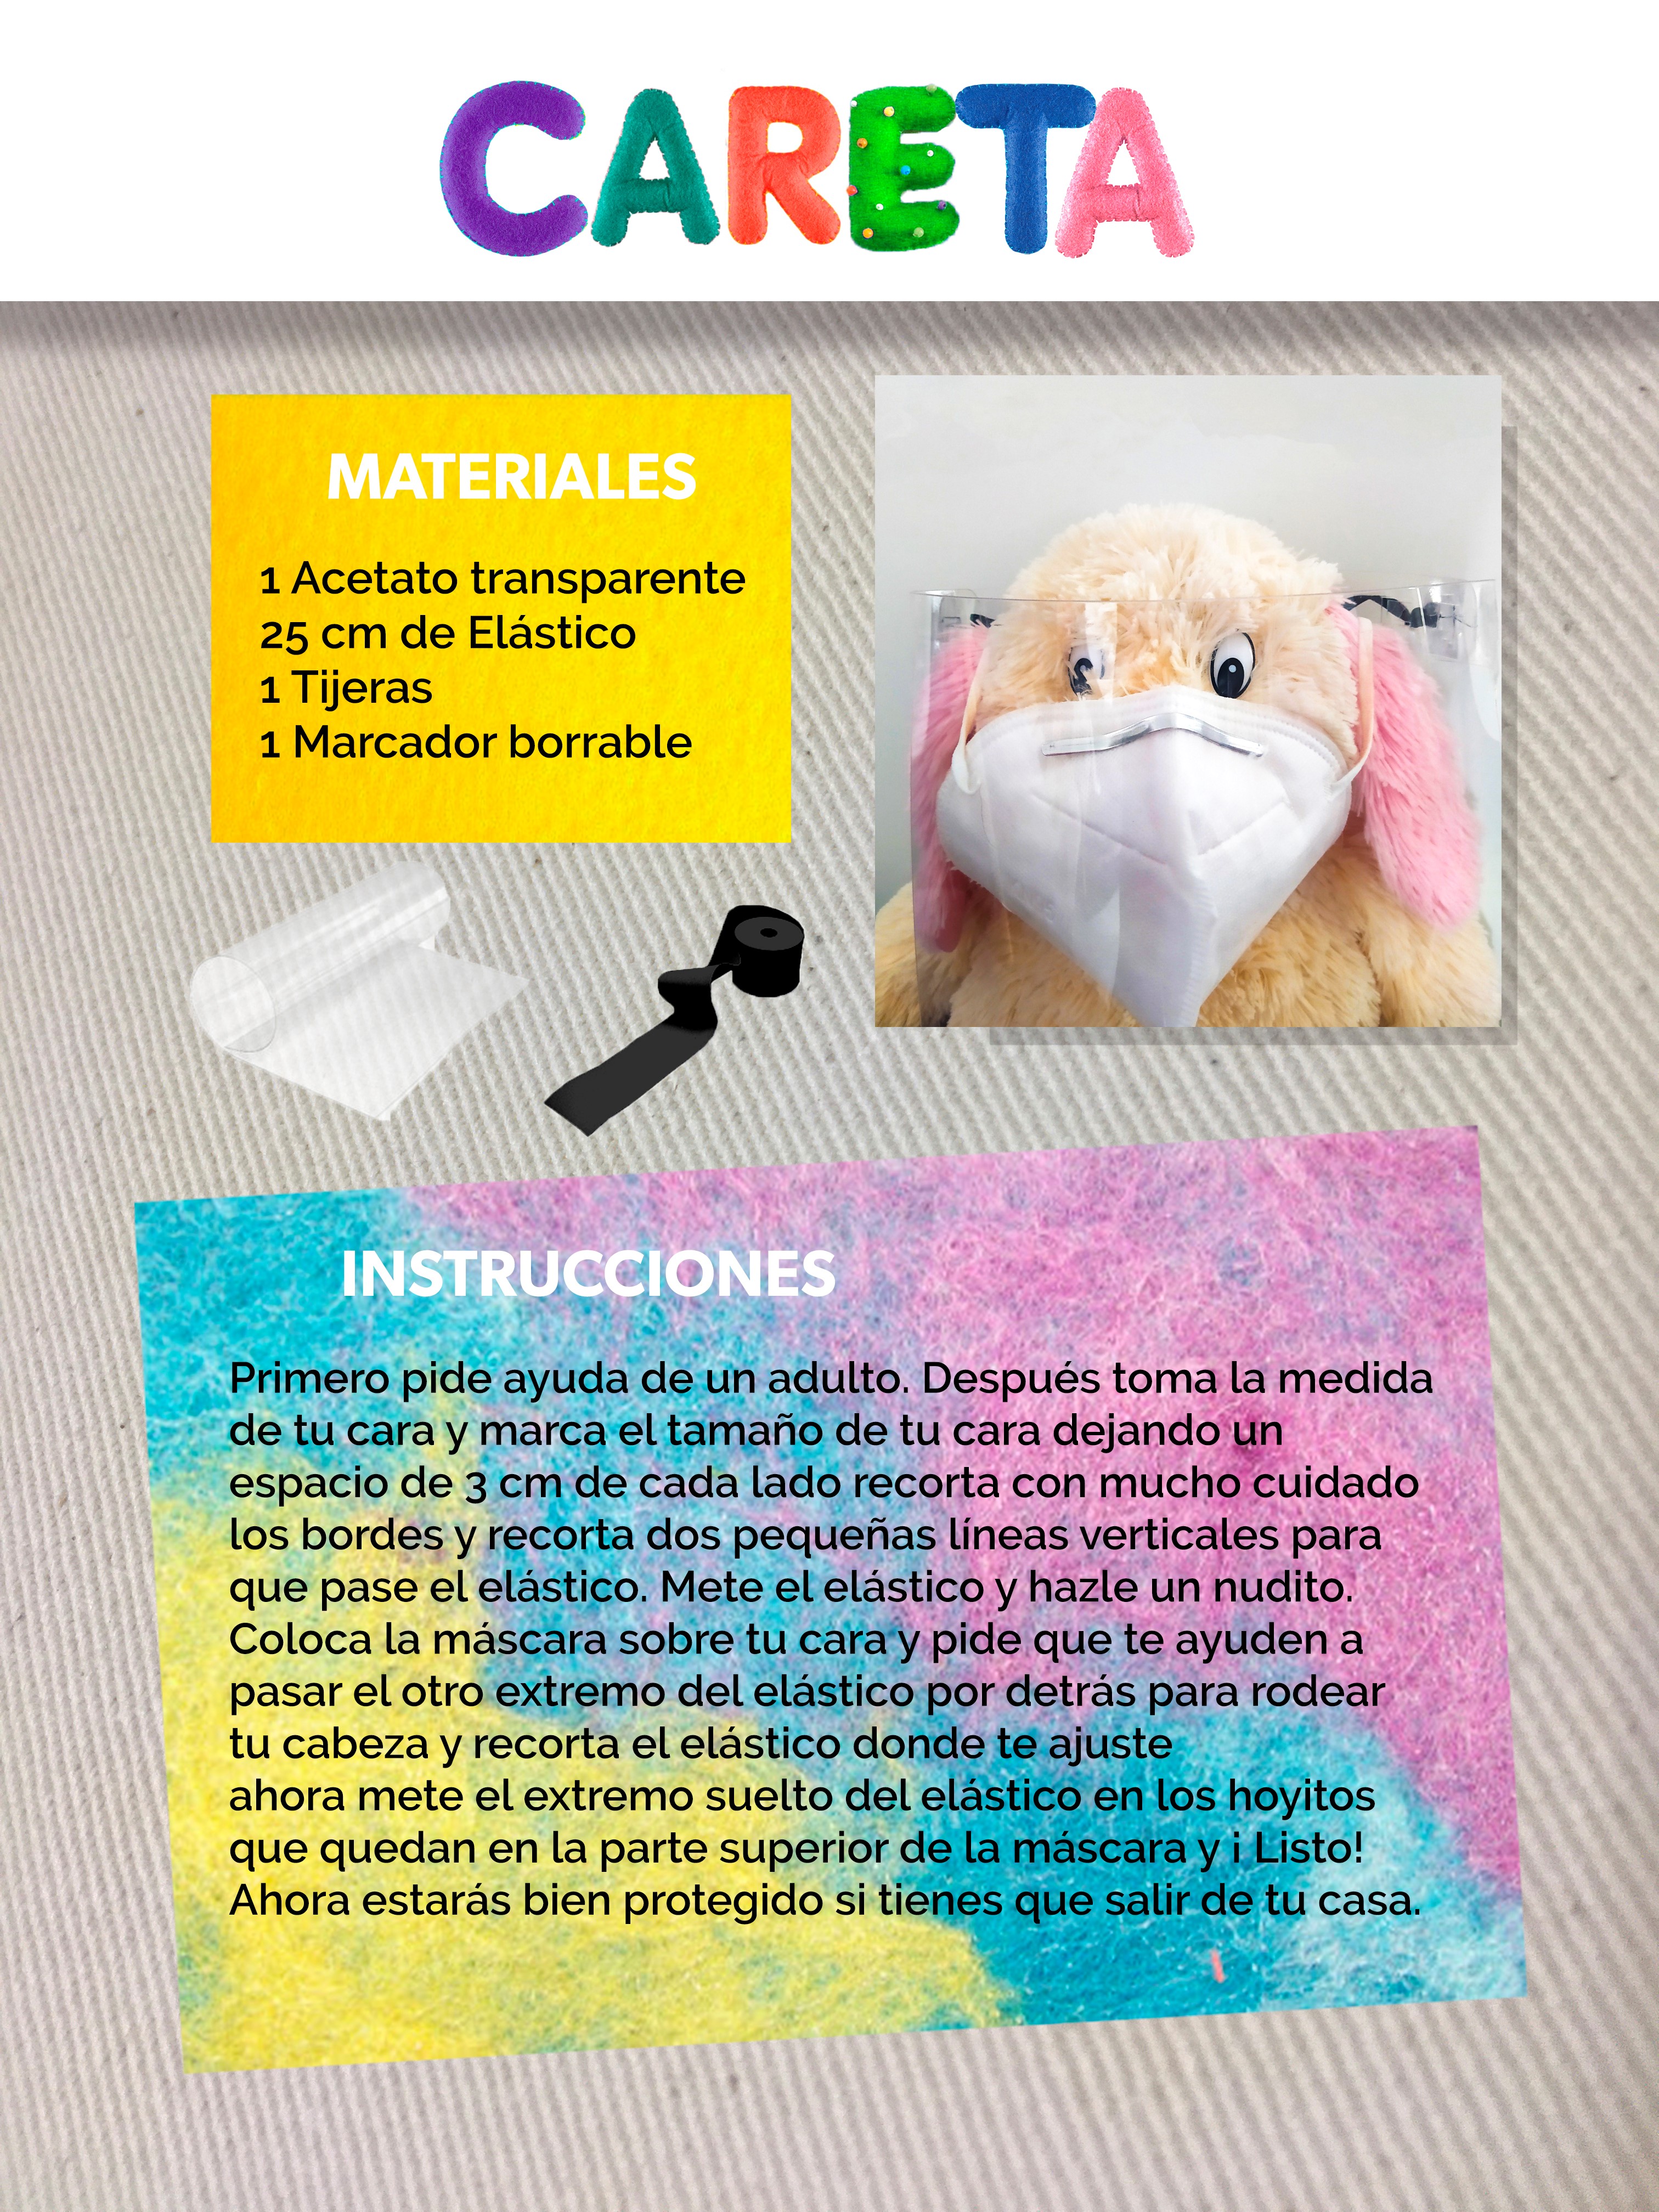 CARETA
MATERIALES
1 Acetato transparente
25 cm de Elástico
1 Tijeras
1 Marcador borrable
INSTRUCCIONES
Primero pide ayuda de un adulto. Después toma la medida
de tu cara y marca el tamaño de tu cara dejando un
espacio de 3 cm de cada lado recorta con mucho cuidado
los bordes y recorta dos pequeñas líneas verticales para
que pase el elástico. Mete el elástico y hazle un nudito.
Coloca la máscara sobre tu cara y pide que te ayuden a
pasar el otro extremo del elástico por detrás para rodear
tu cabeza y recorta el elástico donde te ajuste
ahora mete el extremo suelto del elástico en los hoyitos
que quedan en la parte superior de la máscara y ¡ Listo!
Ahora estarás bien protegido si tienes que salir de tu casa.